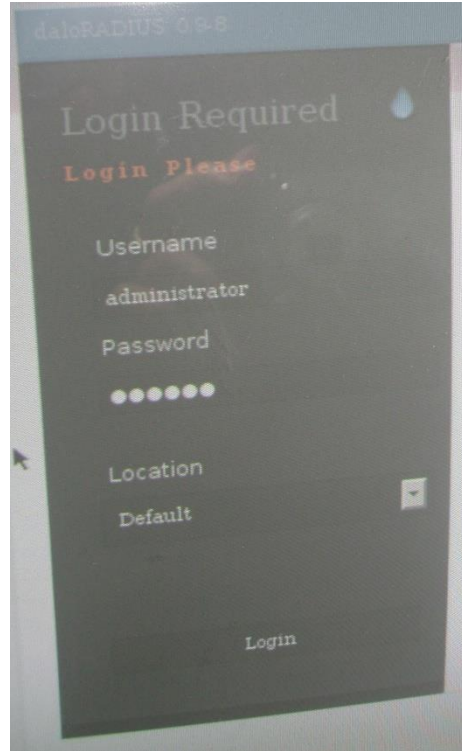 daloRADIUS 0.9-8
Login Required
Login Please
Username
administrator
Password
●●●●●●
Location
Default
Login